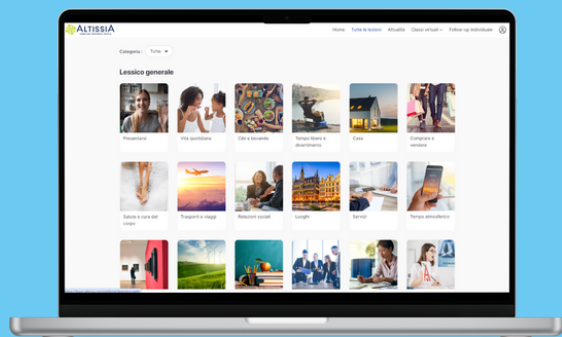 ALTISSIA
Home Tutte le lezioni Attualità Classi virtuali Follow-up individuale
Categoria : Tutte
Lessico generale
Presentarsi
Vita quotidiana
Cibi e bevande
Tempo libero e divertimento
Casa
Comprare e vendere
Salute e cura del corpo
Trasporti e viaggi
Relazioni sociali
Luoghi
Servizi
Tempo atmosferico